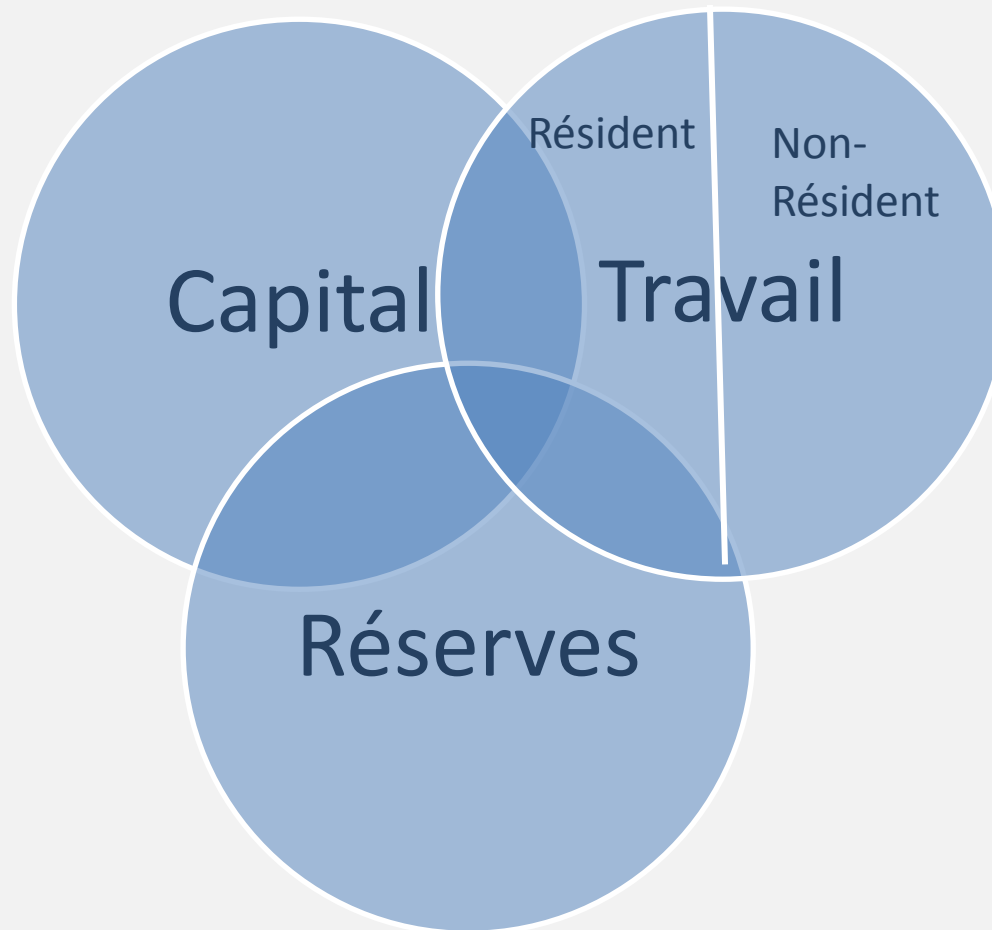 Résident
Non-
Résident
Capital
Travail
Réserves